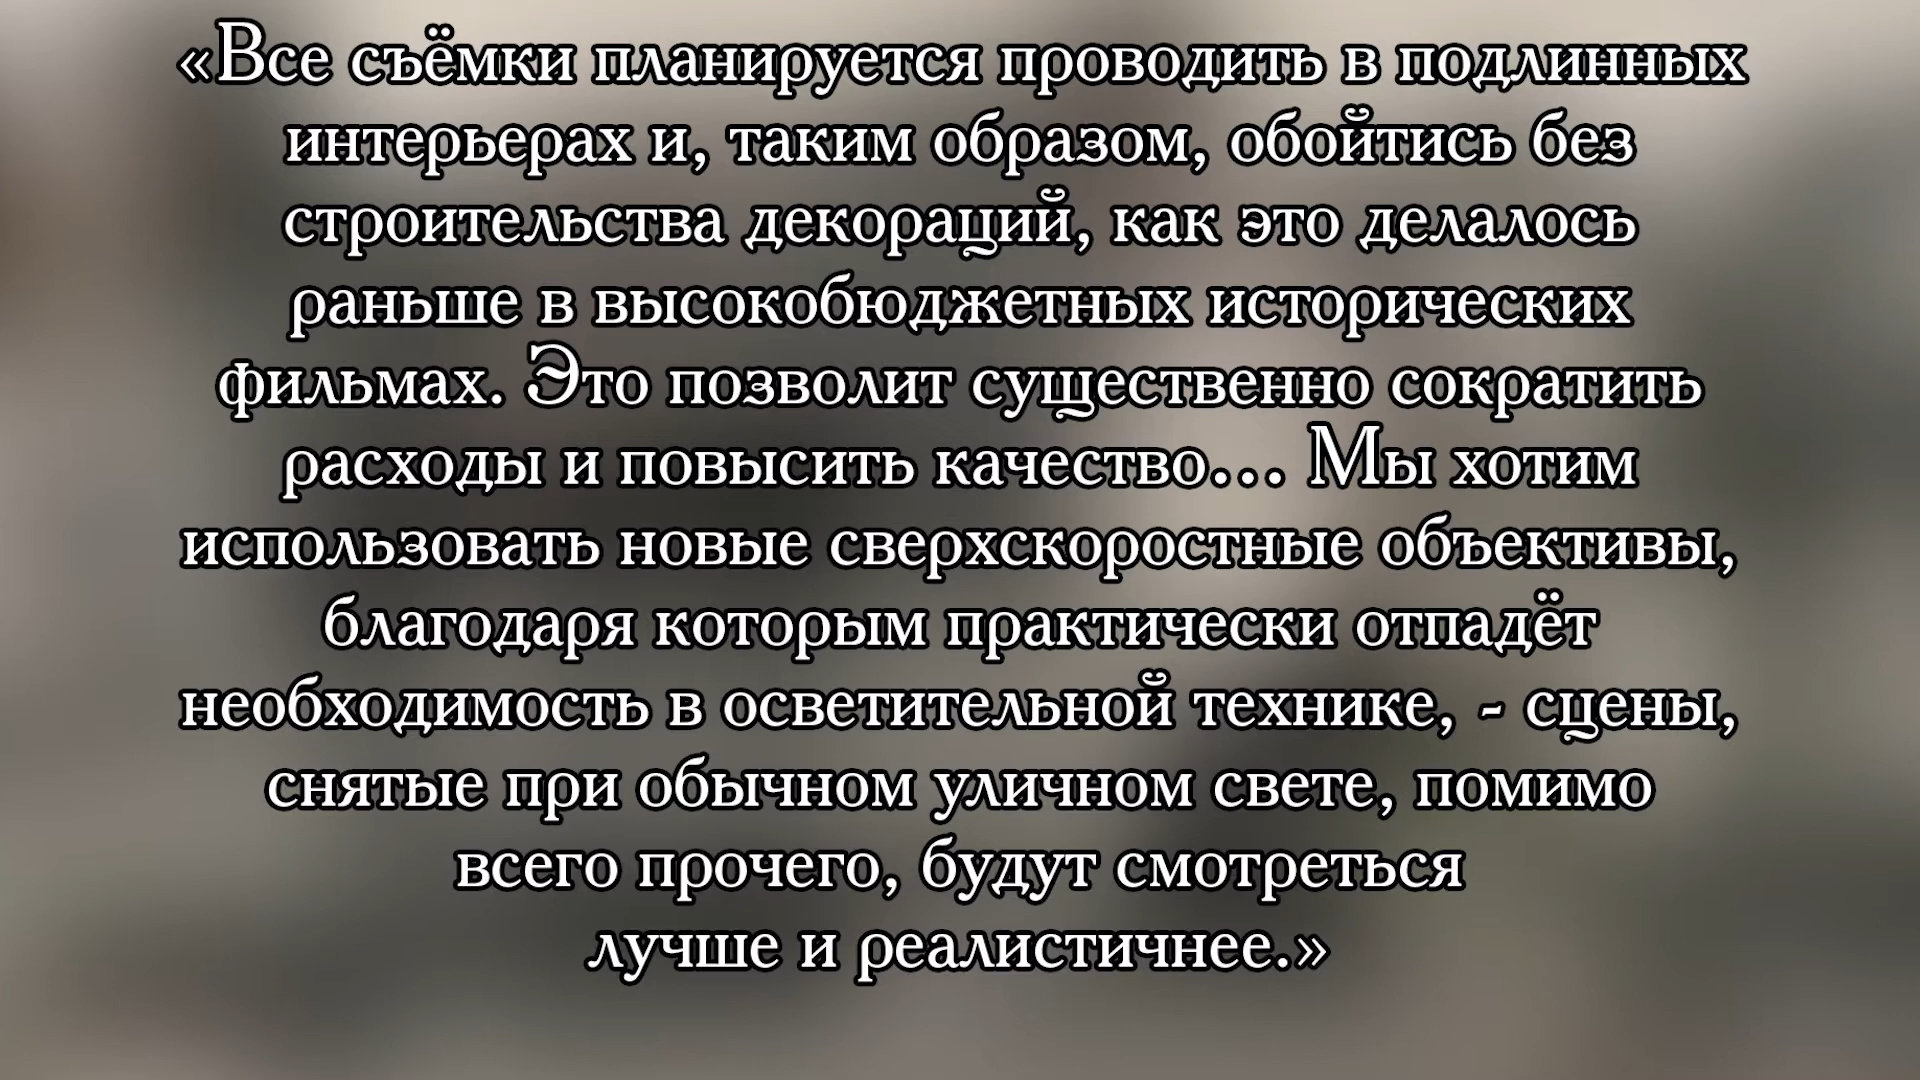 «Все съёмки планируется проводить в подлинных
интерьерах и, таким образом, обойтись без
строительства декораций, как это делалось
раньше в высокобюджетных исторических
фильмах. Это позволит существенно сократить
расходы и повысить качество... Мы хотим
использовать новые сверхскоростные объективы,
благодаря которым практически отпадёт
необходимость в осветительной технике, - сцены,
снятые при обычном уличном свете, помимо
всего прочего, будут смотреться
лучше и реалистичнее.»